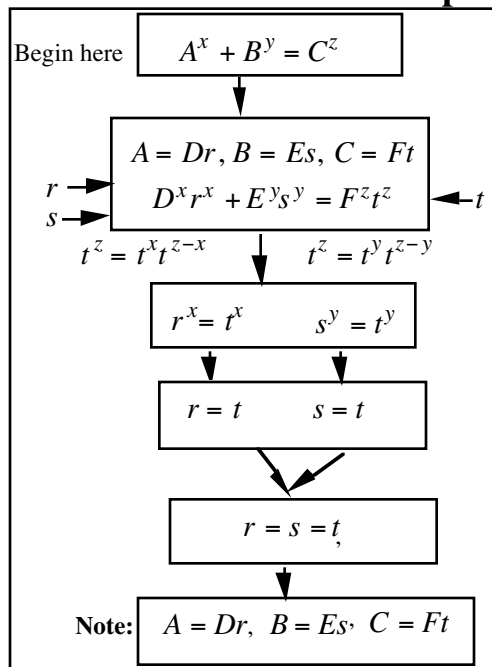 Begin here A^x + B^y = C^z
A = Dr, B = Es, C = Ft
r
D^x r^x + E^y s^y = F^z t^z
t
s
t^z = t^x t^{z-x} t^z = t^y t^{z-y}
r^x = t^x s^y = t^y
r = t s = t
r = s = t,
Note: A = Dr, B = Es, C = Ft